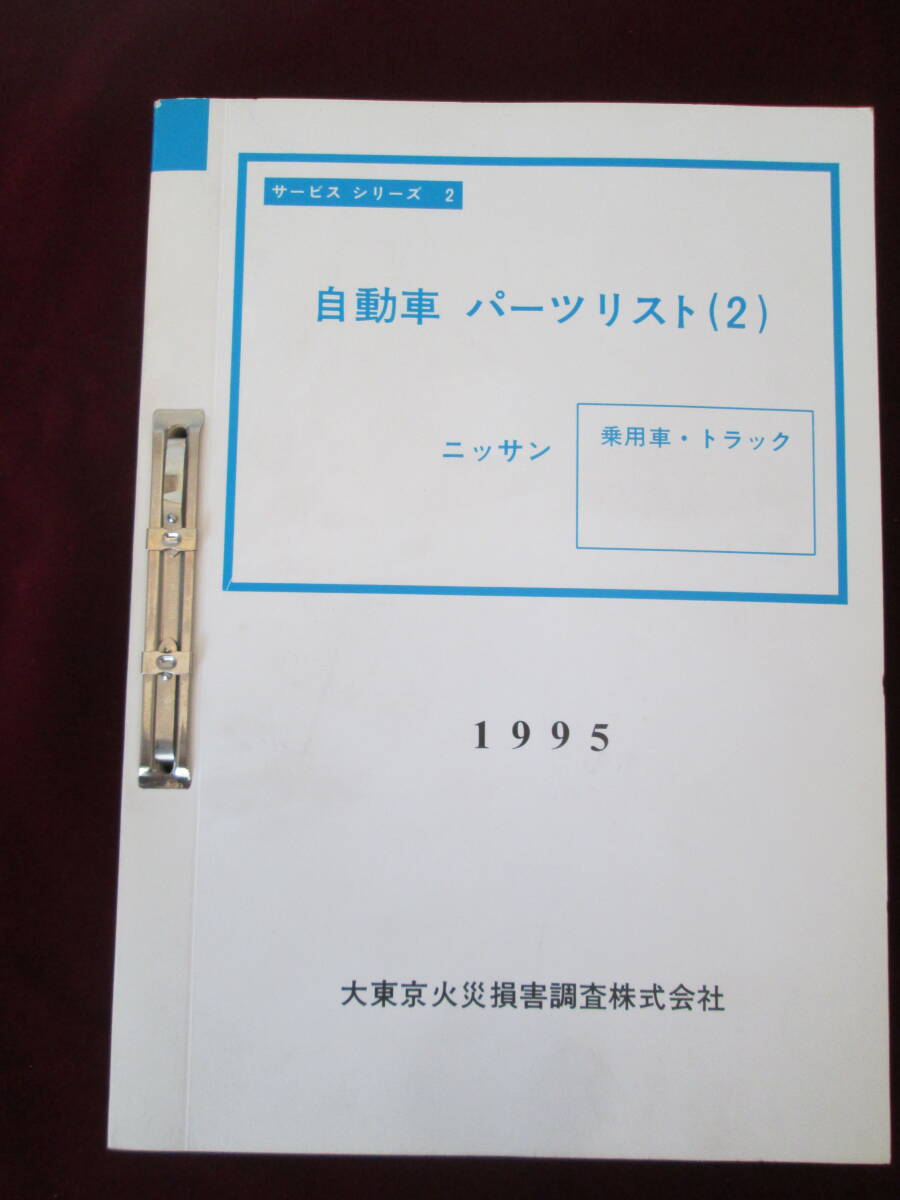 サービス シリーズ 2
自動車 パーツリスト(2)
ニッサン
乗用車・トラック
1995
大東京火災損害調査株式会社